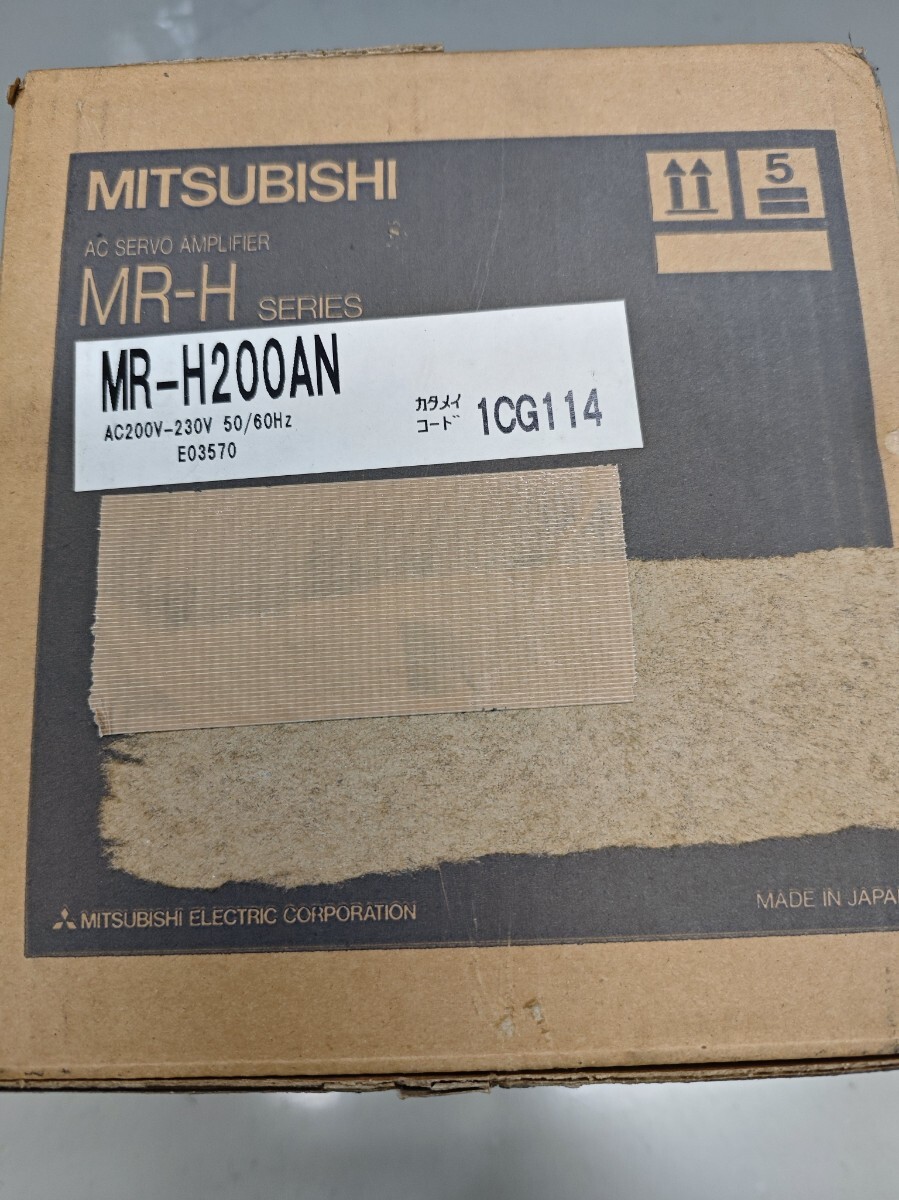 MITSUBISHI
5
AC SERVO AMPLIFIER
MR-H SERIES
MR-H200AN
AC200V-230V 50/60Hz
E03570
カタメイ
コード
1CG114
MITSUBISHI ELECTRIC CORPORATION
MADE IN JAPAN